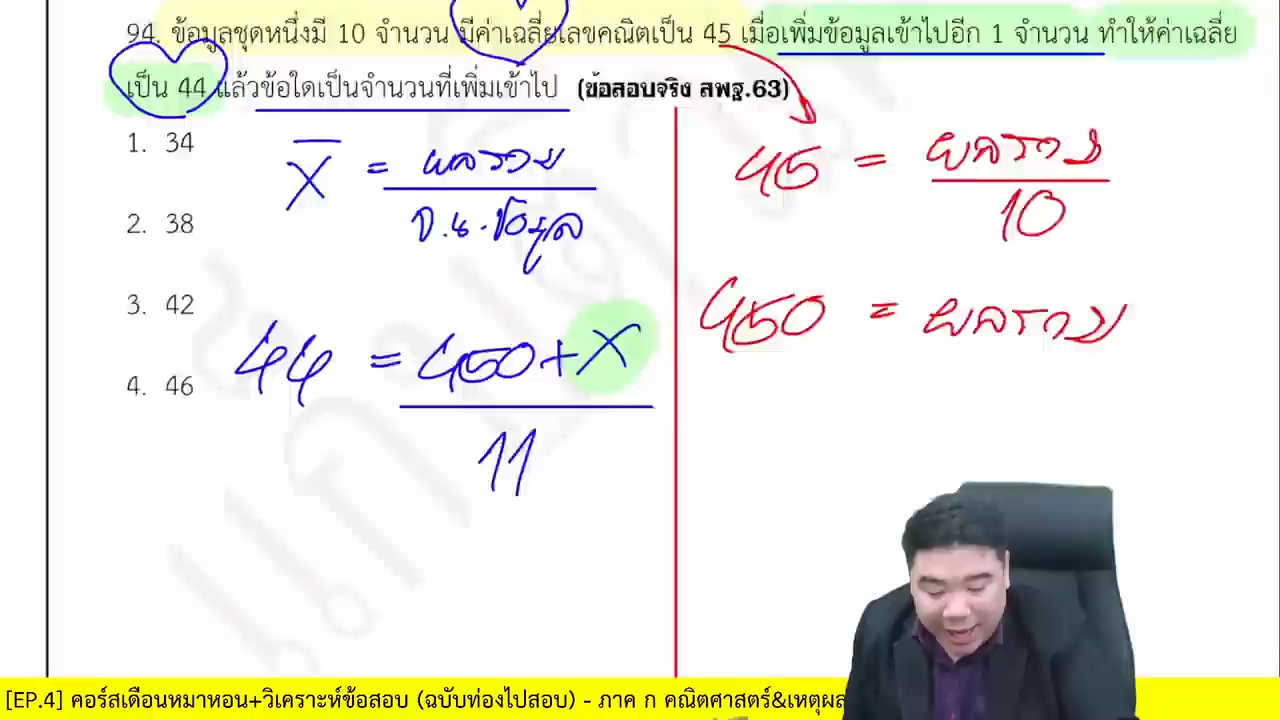 94. ข้อมูลชุดหนึ่งมี 10 จำนวน มีค่าเฉลี่ยเลขคณิตเป็น 45 เมื่อเพิ่มข้อมูลเข้าไปอีก 1 จำนวน ทำให้ค่าเฉลี่ย
เป็น 44 แล้วข้อใดเป็นจำนวนที่เพิ่มเข้าไป (ข้อสอบจริง สพฐ.63)
1. 34
2. 38
3. 42
4. 46
X̄ = ผลรวม
จ.น.ข้อมูล
44 = 450+X
11
45 = ผลรวม
10
450 = ผลรวม
[EP.4] คอร์สเดือนหมาหอน+วิเคราะห์ข้อสอบ (ฉบับท่องไปสอบ) - ภาค ก คณิตศาสตร์&เหตุผล